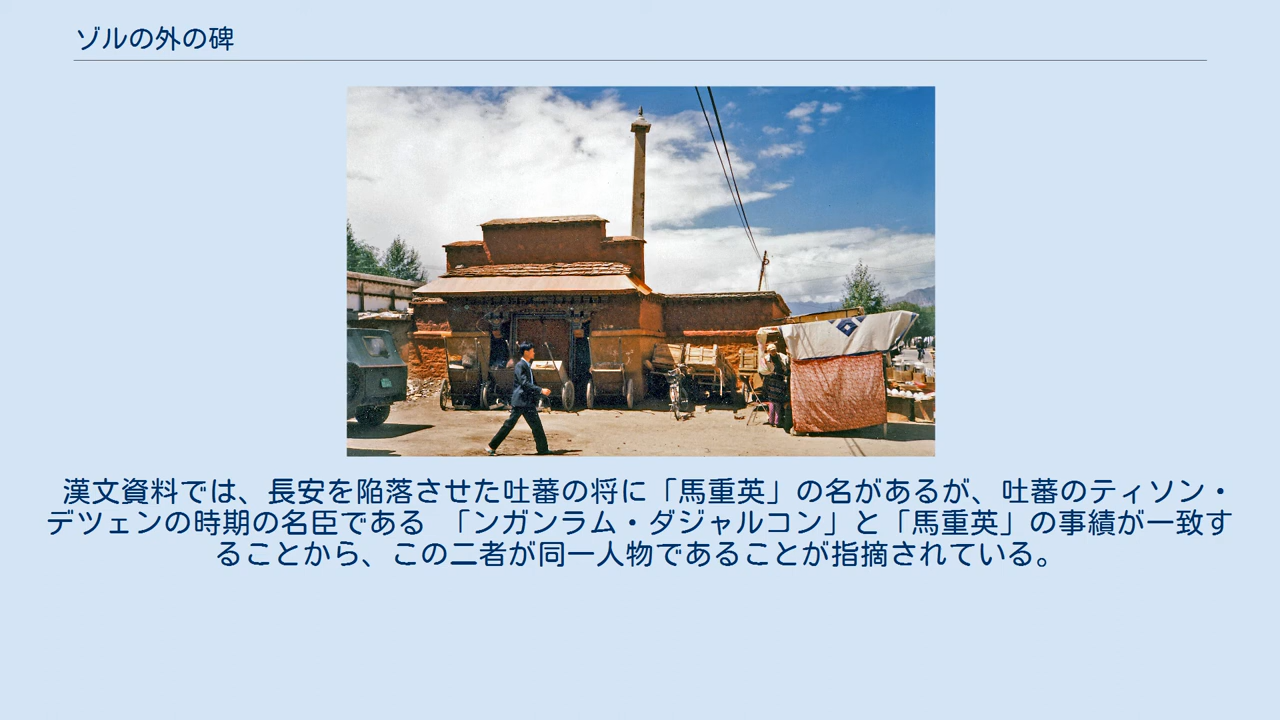 ゾルの外の碑
漢文資料では、長安を陥落させた吐蕃の将に「馬重英」の名があるが、吐蕃のティソン・
デツェンの時期の名臣である 「ンガンラム・ダジャルコン」と「馬重英」の事績が一致す
ることから、この二者が同一人物であることが指摘されている。